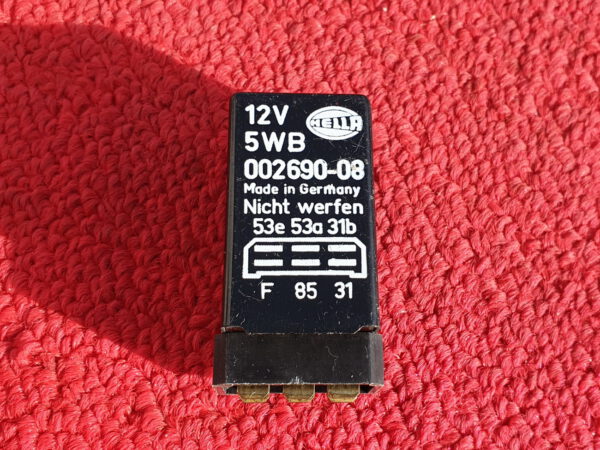 12V
HELLA
5WB
002690-08
Made in Germany
Nicht werfen
53e 53a 31b
F 85 31